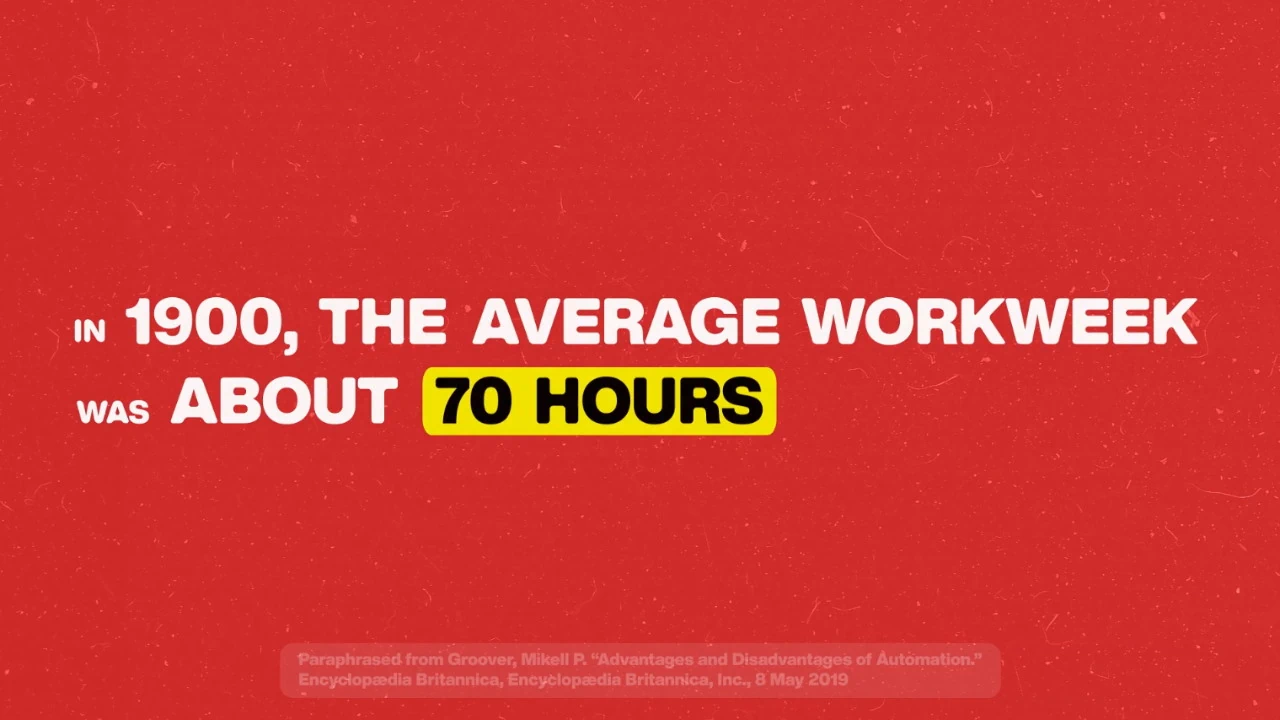 IN 1900, THE AVERAGE WORKWEEK
WAS ABOUT 70 HOURS
Paraphrased from Groover, Mikell P. “Advantages and Disadvantages of Automation.”
Encyclopædia Britannica, Encyclopædia Britannica, Inc., 8 May 2019